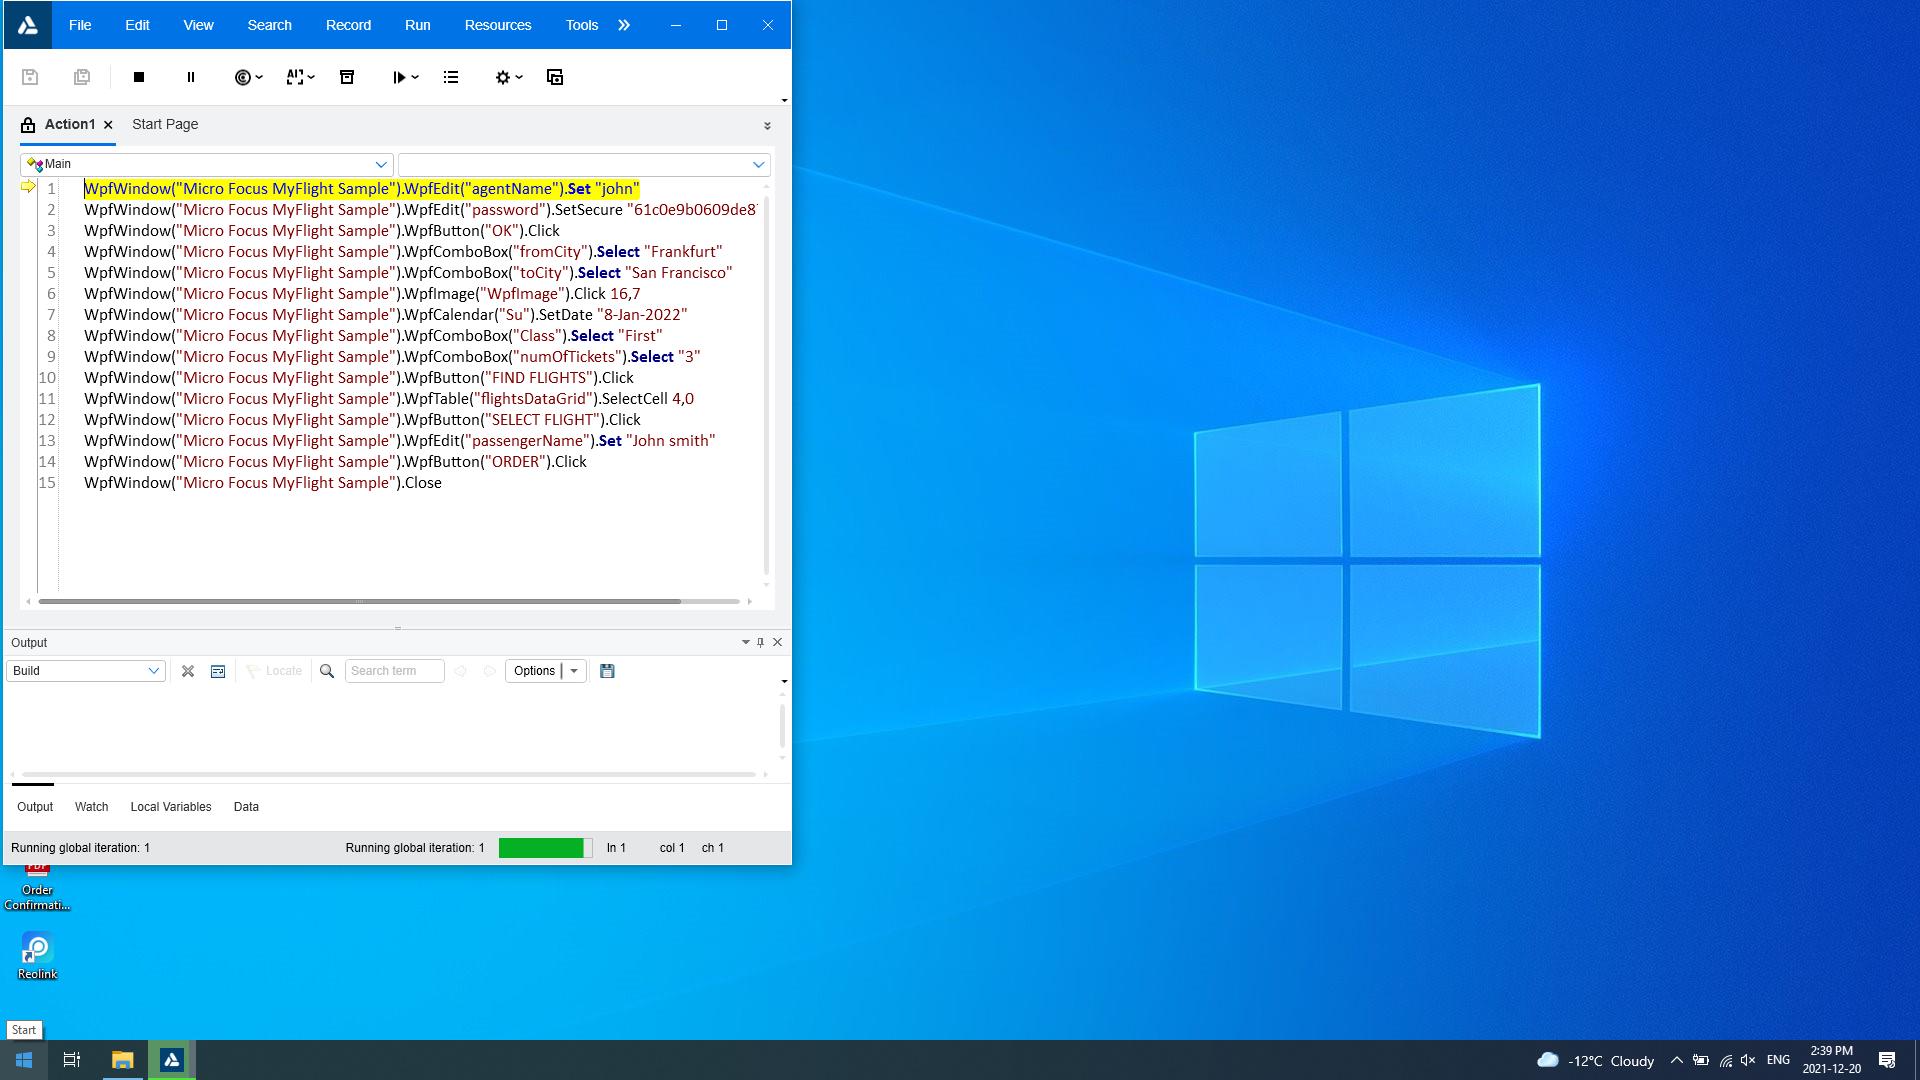 File Edit View Search Record Run Resources Tools
Action1 Start Page
Main
1 WpfWindow("Micro Focus MyFlight Sample").WpfEdit("agentName").Set "john"
2 WpfWindow("Micro Focus MyFlight Sample").WpfEdit("password").SetSecure "61c0e9b0609de8
3 WpfWindow("Micro Focus MyFlight Sample").WpfButton("OK").Click
4 WpfWindow("Micro Focus MyFlight Sample").WpfComboBox("fromCity").Select "Frankfurt"
5 WpfWindow("Micro Focus MyFlight Sample").WpfComboBox("toCity").Select "San Francisco"
6 WpfWindow("Micro Focus MyFlight Sample").WpfImage("WpfImage").Click 16,7
7 WpfWindow("Micro Focus MyFlight Sample").WpfCalendar("Su").SetDate "8-Jan-2022"
8 WpfWindow("Micro Focus MyFlight Sample").WpfComboBox("Class").Select "First"
9 WpfWindow("Micro Focus MyFlight Sample").WpfComboBox("numOfTickets").Select "3"
10 WpfWindow("Micro Focus MyFlight Sample").WpfButton("FIND FLIGHTS").Click
11 WpfWindow("Micro Focus MyFlight Sample").WpfTable("flightsDataGrid").SelectCell 4,0
12 WpfWindow("Micro Focus MyFlight Sample").WpfButton("SELECT FLIGHT").Click
13 WpfWindow("Micro Focus MyFlight Sample").WpfEdit("passengerName").Set "John smith"
14 WpfWindow("Micro Focus MyFlight Sample").WpfButton("ORDER").Click
15 WpfWindow("Micro Focus MyFlight Sample").Close
Output
Build Locate Search term Options
Output Watch Local Variables Data
Running global iteration: 1 Running global iteration: 1 ln 1 col 1 ch 1
Order
Confirmati...
Reolink
Start
-12°C Cloudy ENG 2:39 PM
2021-12-20